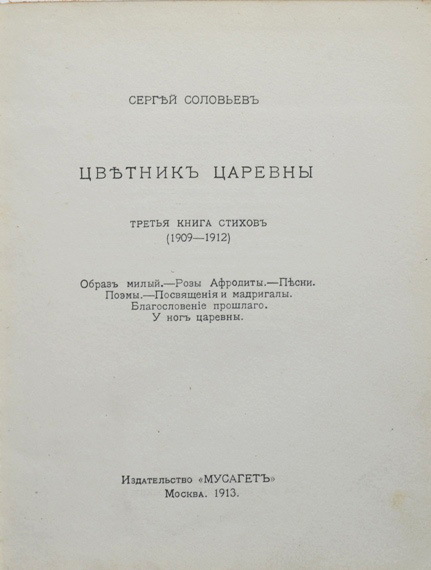 СЕРГѢЙ СОЛОВЬЕВЪ
ЦВѢТНИКЪ ЦАРЕВНЫ
ТРЕТЬЯ КНИГА СТИХОВЪ
(1909—1912)
Образъ милый.—Розы Афродиты.—Пѣсни.
Поэмы.—Посвященія и мадригалы.
Благословеніе прошлаго.
У ногъ царевны.
Издательство «МУСАГЕТЪ»
Москва. 1913.